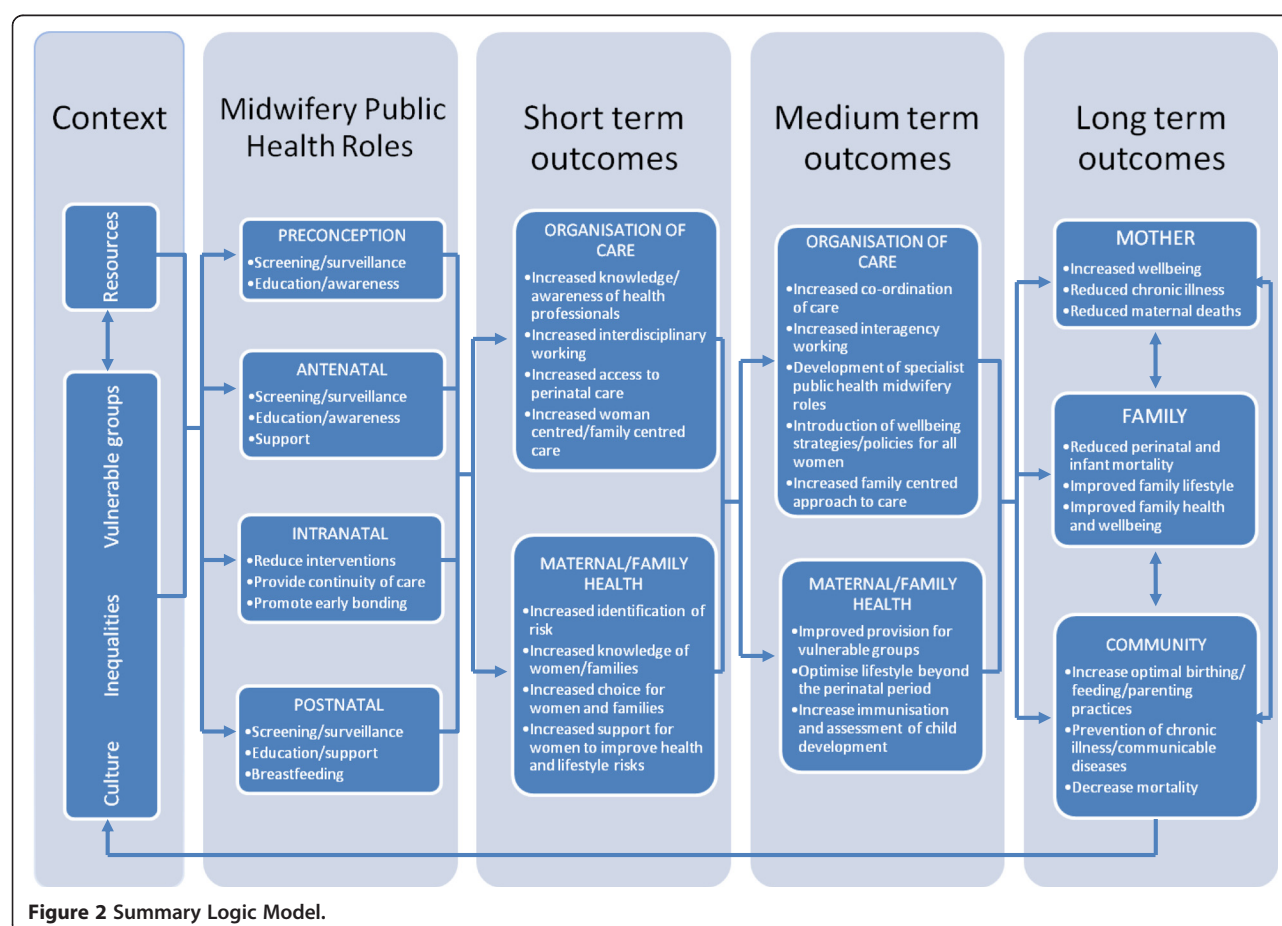 Context
Resources
Vulnerable groups
Inequalities
Culture
Midwifery Public
Health Roles
PRECONCEPTION
•Screening/surveillance
•Education/awareness
ANTENATAL
•Screening/surveillance
•Education/awareness
•Support
INTRANATAL
•Reduce interventions
•Provide continuity of care
•Promote early bonding
POSTNATAL
•Screening/surveillance
•Education/support
•Breastfeeding
Short term
outcomes
ORGANISATION OF
CARE
•Increased knowledge/
awareness of health
professionals
•Increased interdisciplinary
working
•Increased access to
perinatal care
•Increased woman
centred/family centred
care
MATERNAL/FAMILY
HEALTH
•Increased identification of
risk
•Increased knowledge of
women/families
•Increased choice for
women and families
•Increased support for
women to improve health
and lifestyle risks
Medium term
outcomes
ORGANISATION OF
CARE
•Increased co-ordination
of care
•Increased interagency
working
•Development of specialist
public health midwifery
roles
•Introduction of wellbeing
strategies/policies for all
women
•Increased family centred
approach to care
MATERNAL/FAMILY
HEALTH
•Improved provision for
vulnerable groups
•Optimise lifestyle beyond
the perinatal period
•Increase immunisation
and assessment of child
development
Long term
outcomes
MOTHER
•Increased wellbeing
•Reduced chronic illness
•Reduced maternal deaths
FAMILY
•Reduced perinatal and
infant mortality
•Improved family lifestyle
•Improved family health
and wellbeing
COMMUNITY
•Increase optimal birthing/
feeding/parenting
practices
•Prevention of chronic
illness/communicable
diseases
•Decrease mortality
Figure 2 Summary Logic Model.